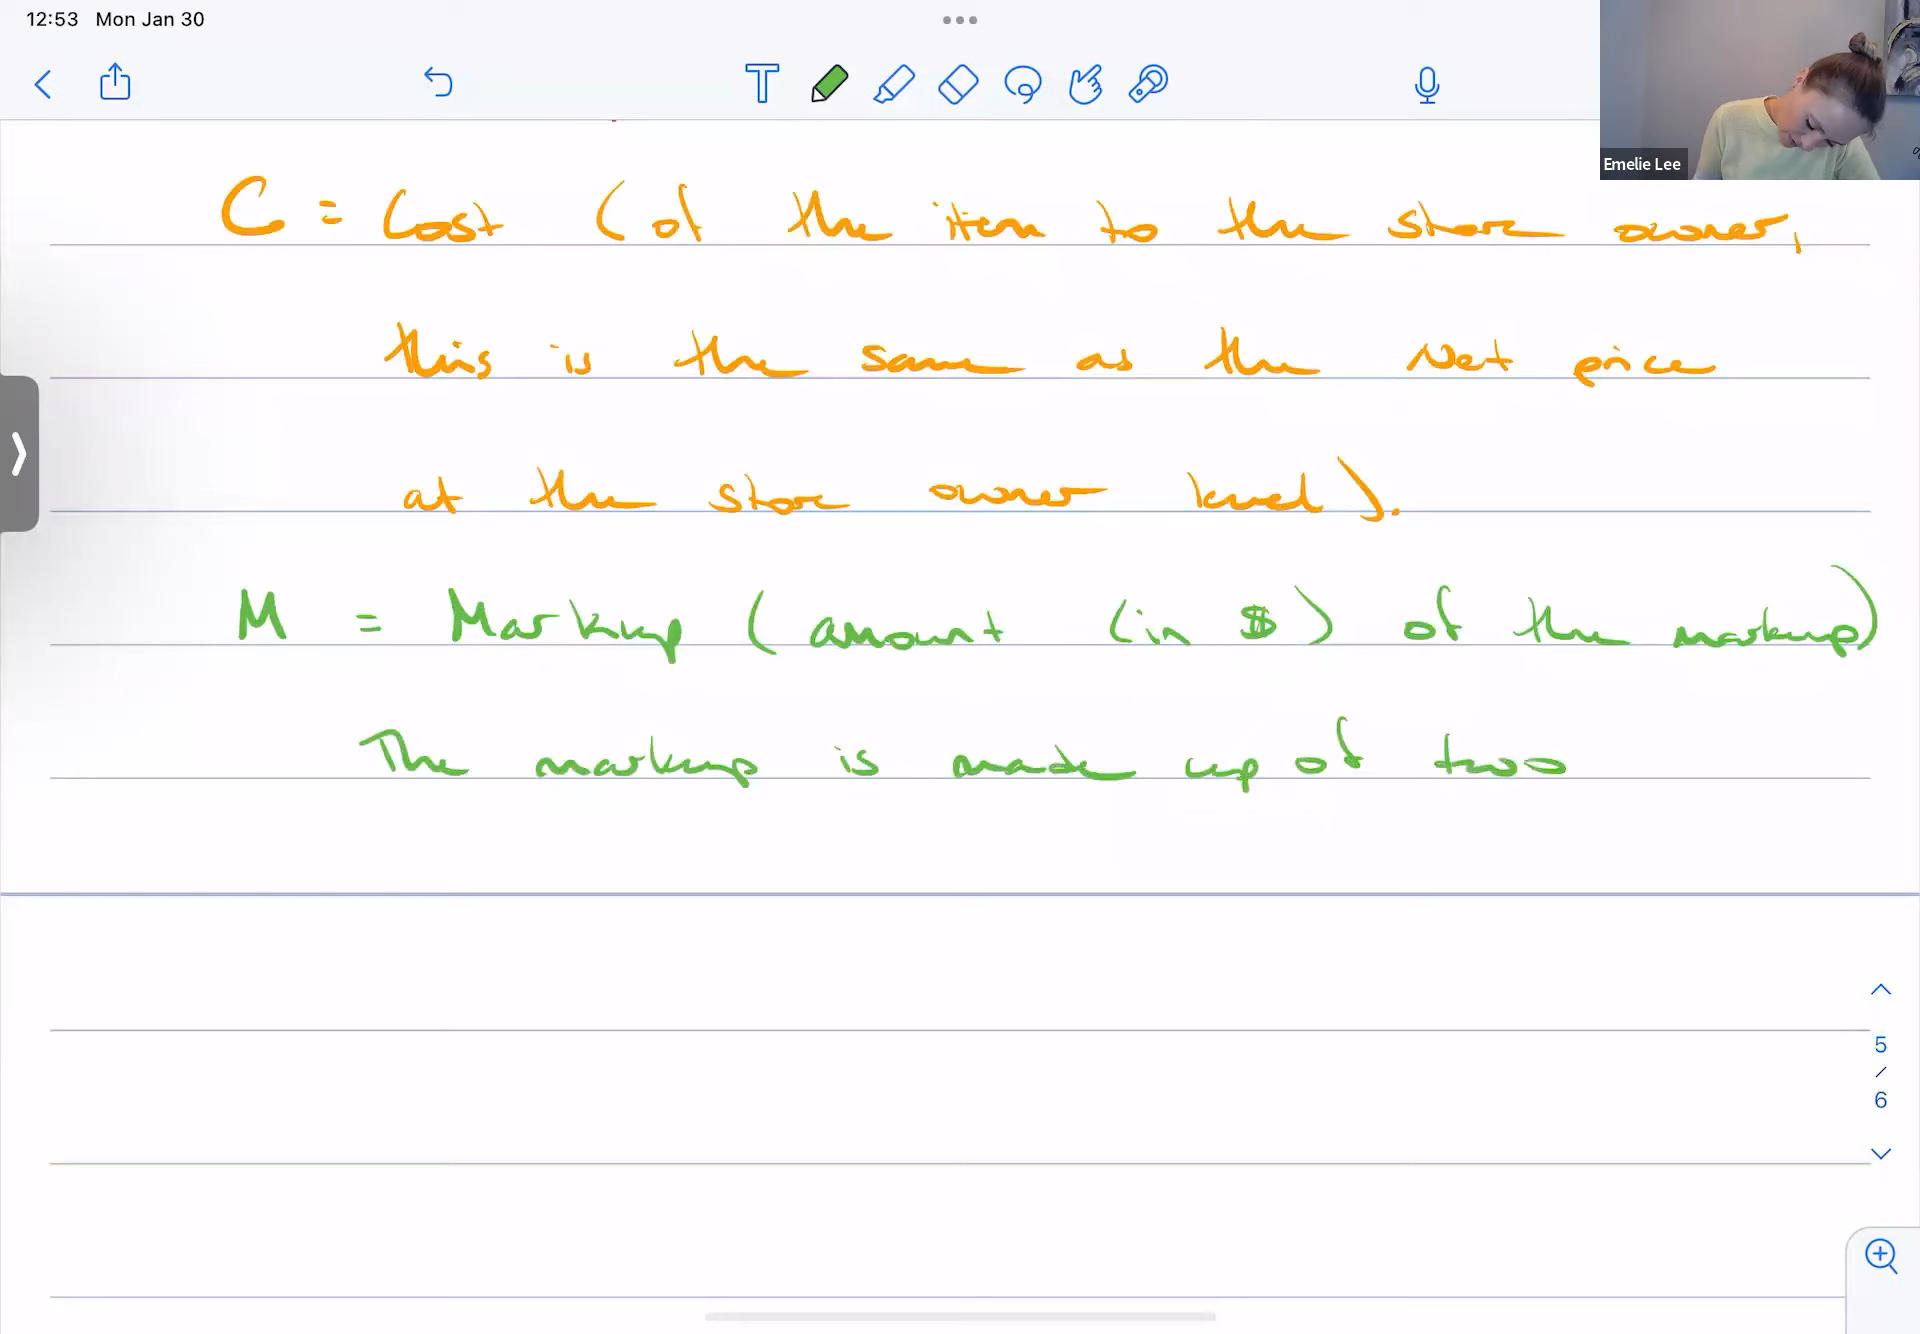 12:53 Mon Jan 30
T
Emelie Lee
C = Cost (of the item to the store owner,
this is the same as the Net price
at the store owner level).
M = Markup (amount (in $) of the markup)
The markup is made up of two
5
/
6